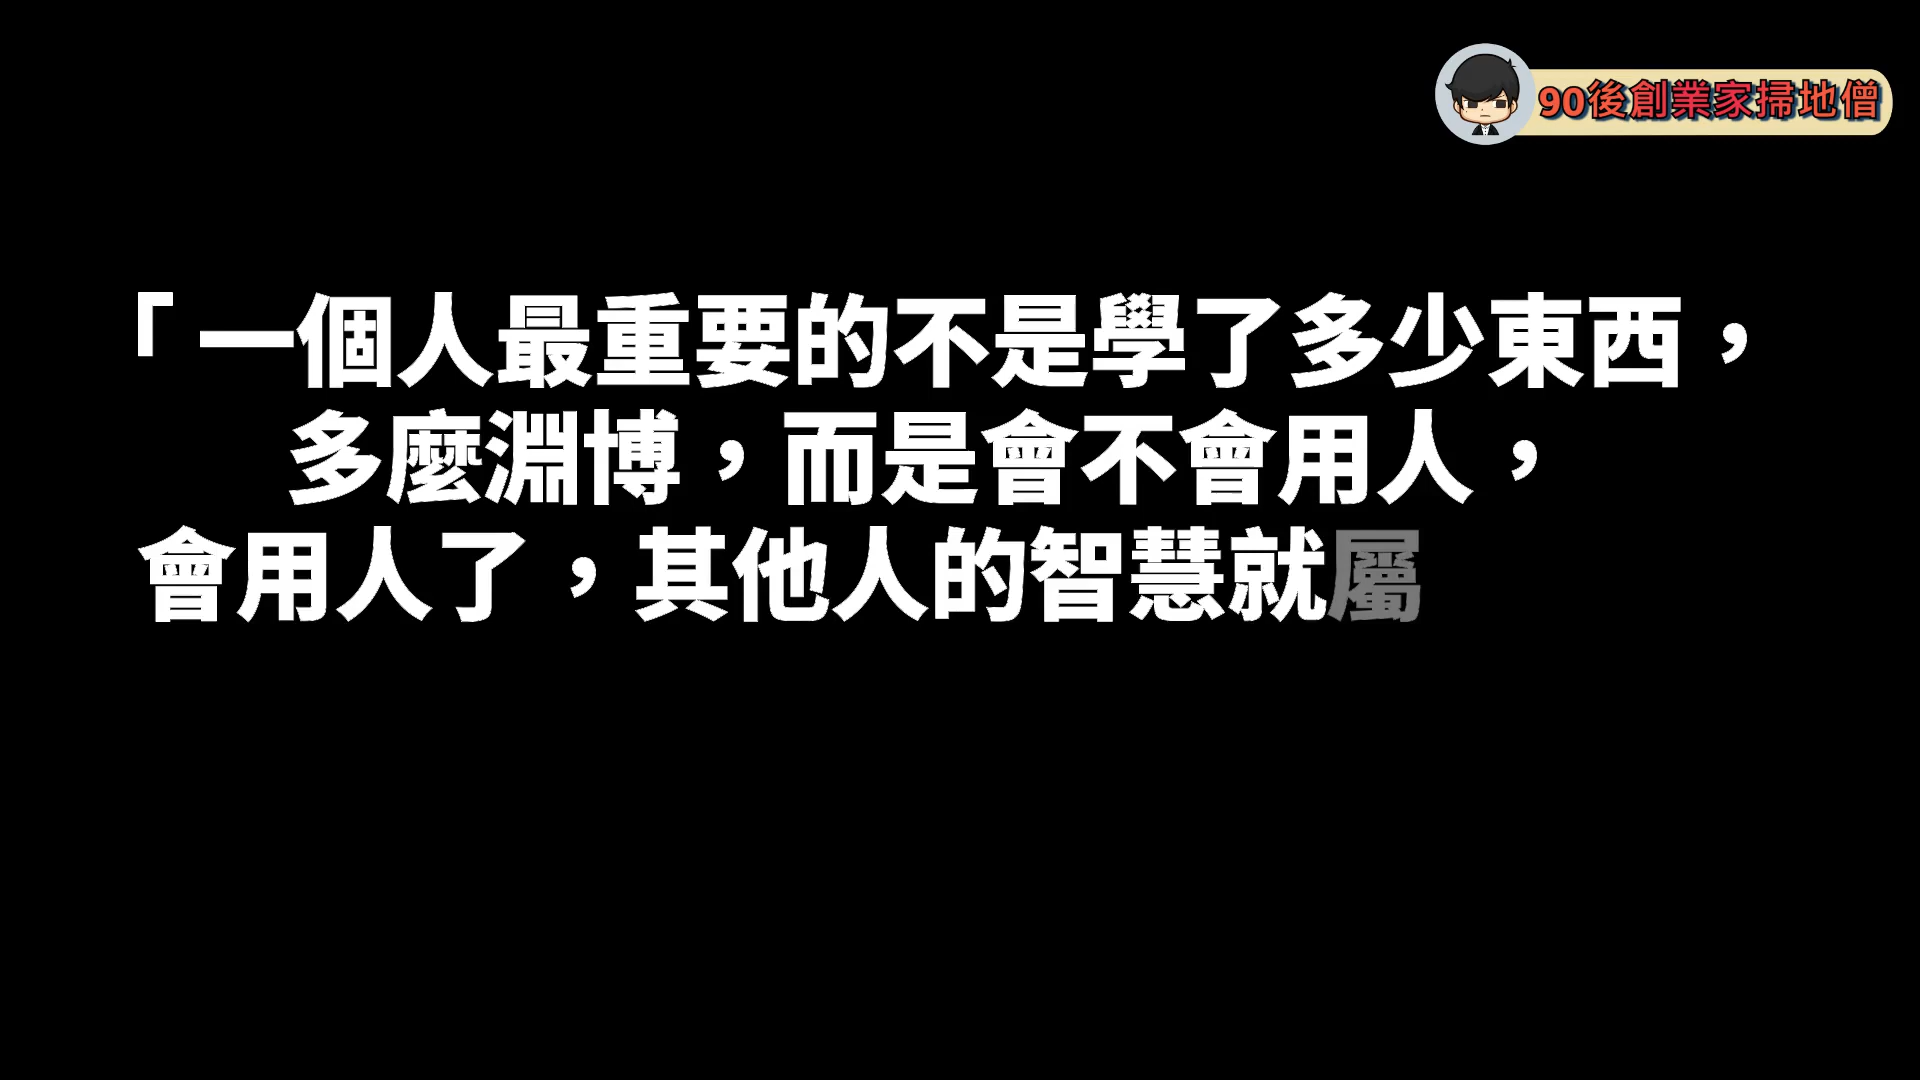 90後創業家掃地僧
「一個人最重要的不是學了多少東西，
多麼淵博，而是會不會用人，
會用人了，其他人的智慧就屬